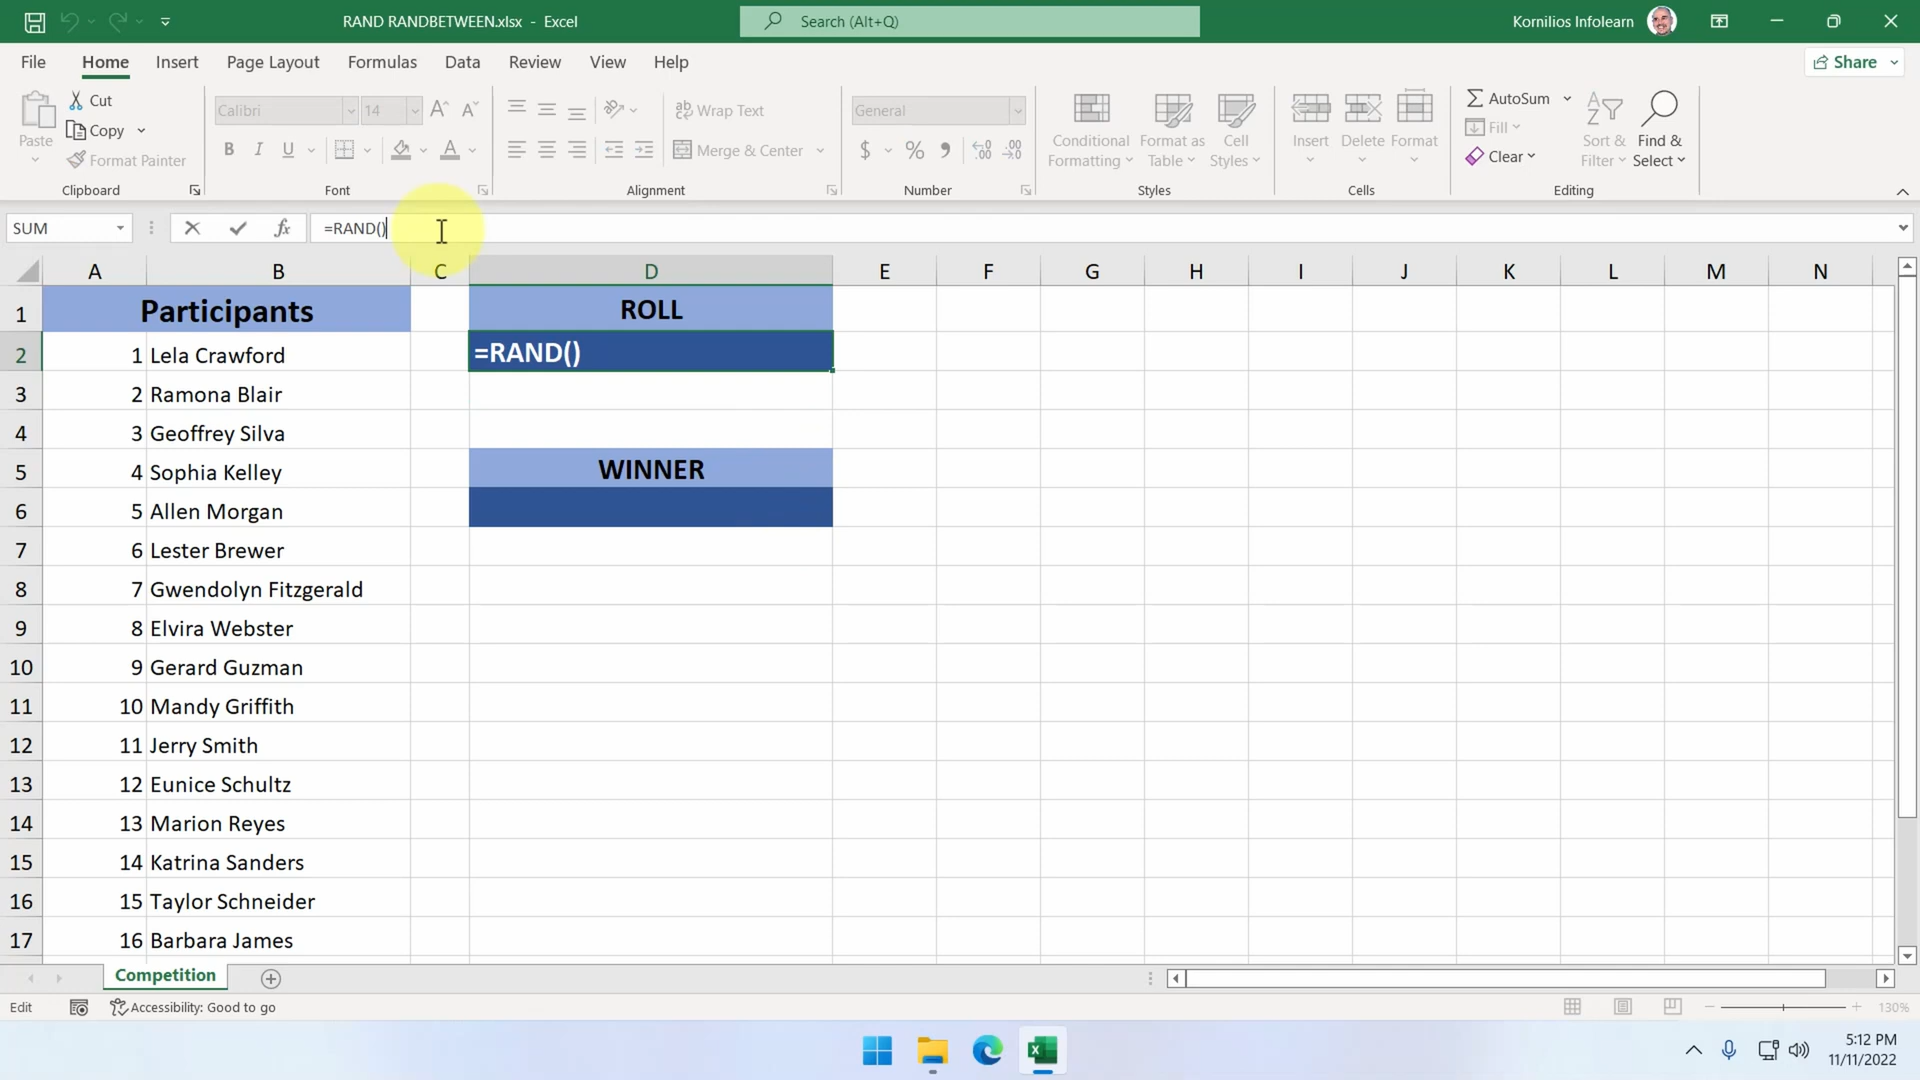 RAND RANDBETWEEN.xlsx - Excel
Search (Alt+Q)
Kornilios Infolearn
File Home Insert Page Layout Formulas Data Review View Help
Share
Paste
Cut
Copy
Format Painter
Clipboard
Calibri 14
A A
B I U A
Font
Wrap Text
Merge & Center
Alignment
General
$ % 9 .00 .00
Number
Conditional Formatting
Format as Table
Cell Styles
Styles
Insert Delete Format
Cells
AutoSum
Fill
Clear
Sort & Filter
Find & Select
Editing
SUM fx =RAND()
A B C D E F G H I J K L M N
1 Participants ROLL
2 1 Lela Crawford =RAND()
3 2 Ramona Blair
4 3 Geoffrey Silva
5 4 Sophia Kelley WINNER
6 5 Allen Morgan
7 6 Lester Brewer
8 7 Gwendolyn Fitzgerald
9 8 Elvira Webster
10 9 Gerard Guzman
11 10 Mandy Griffith
12 11 Jerry Smith
13 12 Eunice Schultz
14 13 Marion Reyes
15 14 Katrina Sanders
16 15 Taylor Schneider
17 16 Barbara James
Competition
Edit Accessibility: Good to go 130%
5:12 PM
11/11/2022